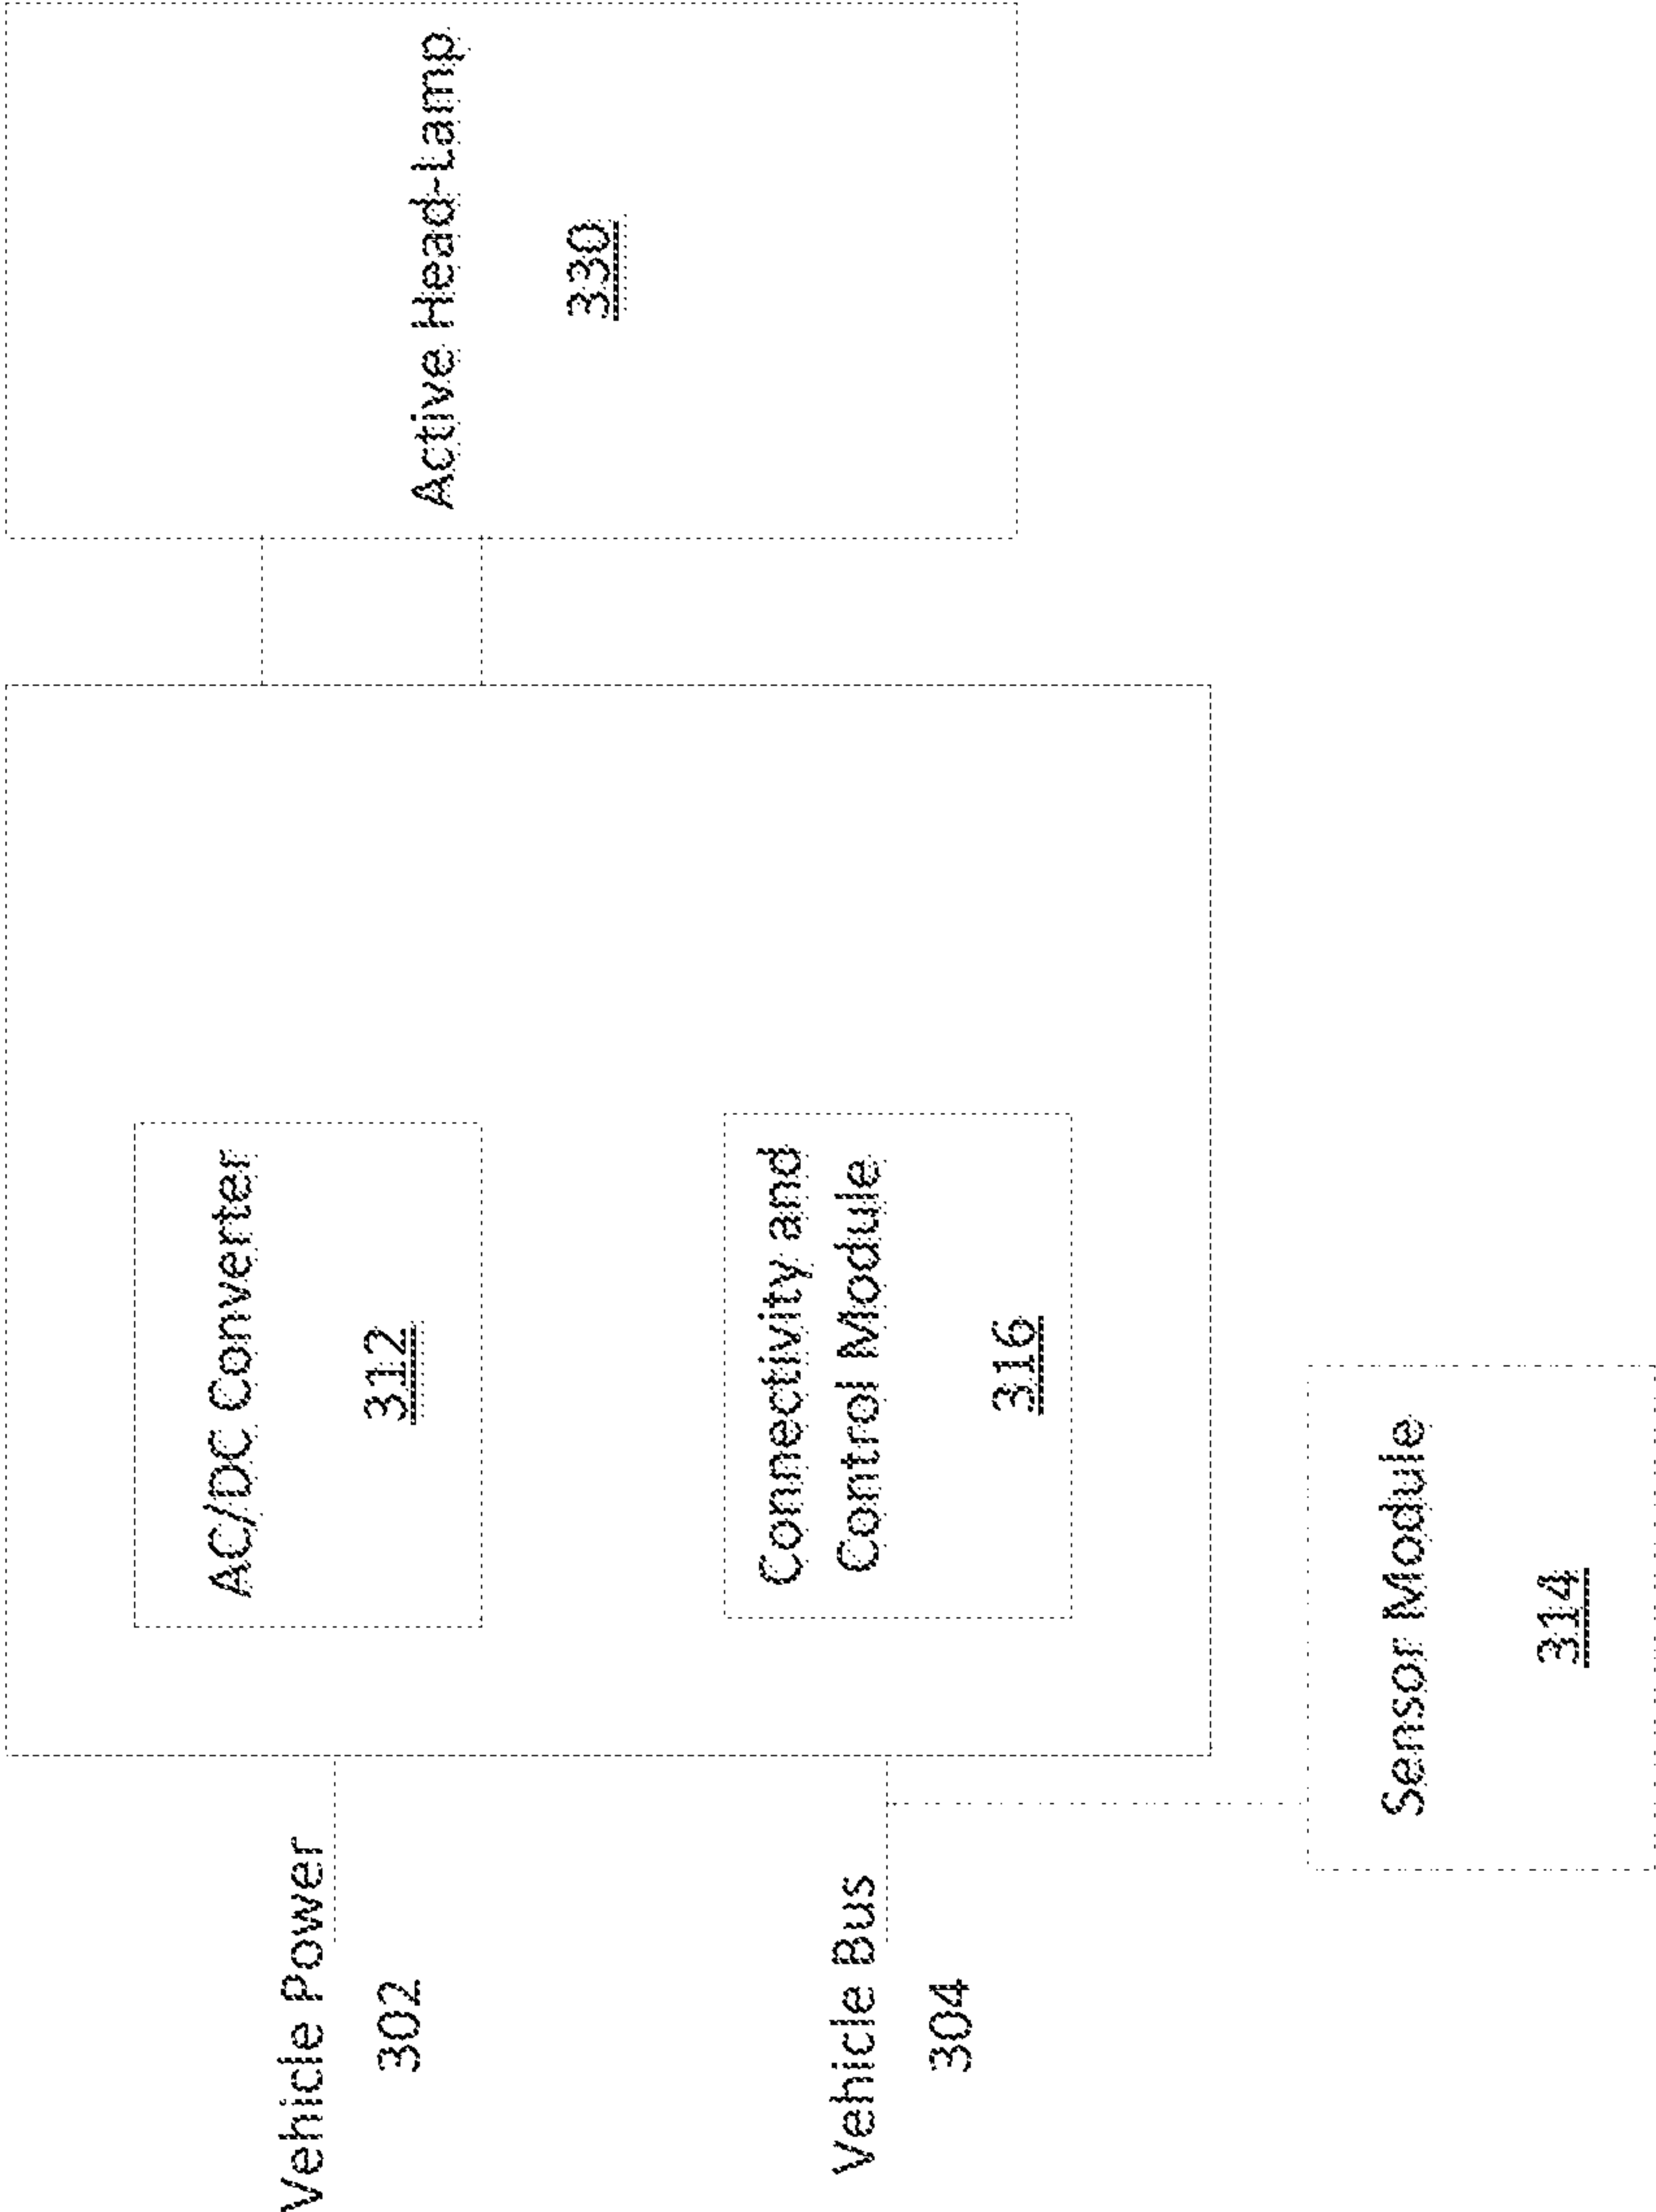 Vehicle Power
302
Vehicle Bus
304
AC/DC Converter
312
Connectivity and
Control Module
316
Sensor Module
314
Active Head-Lamp
330